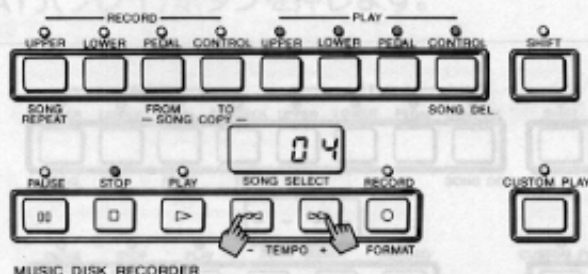 RECORD PLAY
UPPER LOWER PEDAL CONTROL UPPER LOWER PEDAL CONTROL SHIFT
SONG REPEAT FROM TO SONG DEL.
— SONG COPY —
04
PAUSE STOP PLAY SONG SELECT RECORD CUSTOM PLAY
- TEMPO + FORMAT
MUSIC DISK RECORDER